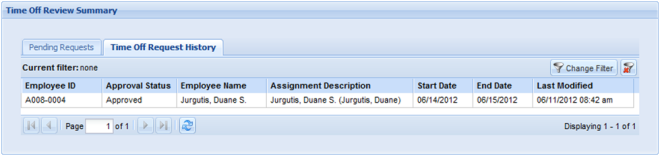 Time Off Review Summary
Pending Requests Time Off Request History
Current filter: none Change Filter
Employee ID Approval Status Employee Name Assignment Description Start Date End Date Last Modified
A008-0004 Approved Jurgutis, Duane S. Jurgutis, Duane S. (Jurgutis, Duane) 06/14/2012 06/15/2012 06/11/2012 08:42 am
Page 1 of 1 Displaying 1 - 1 of 1